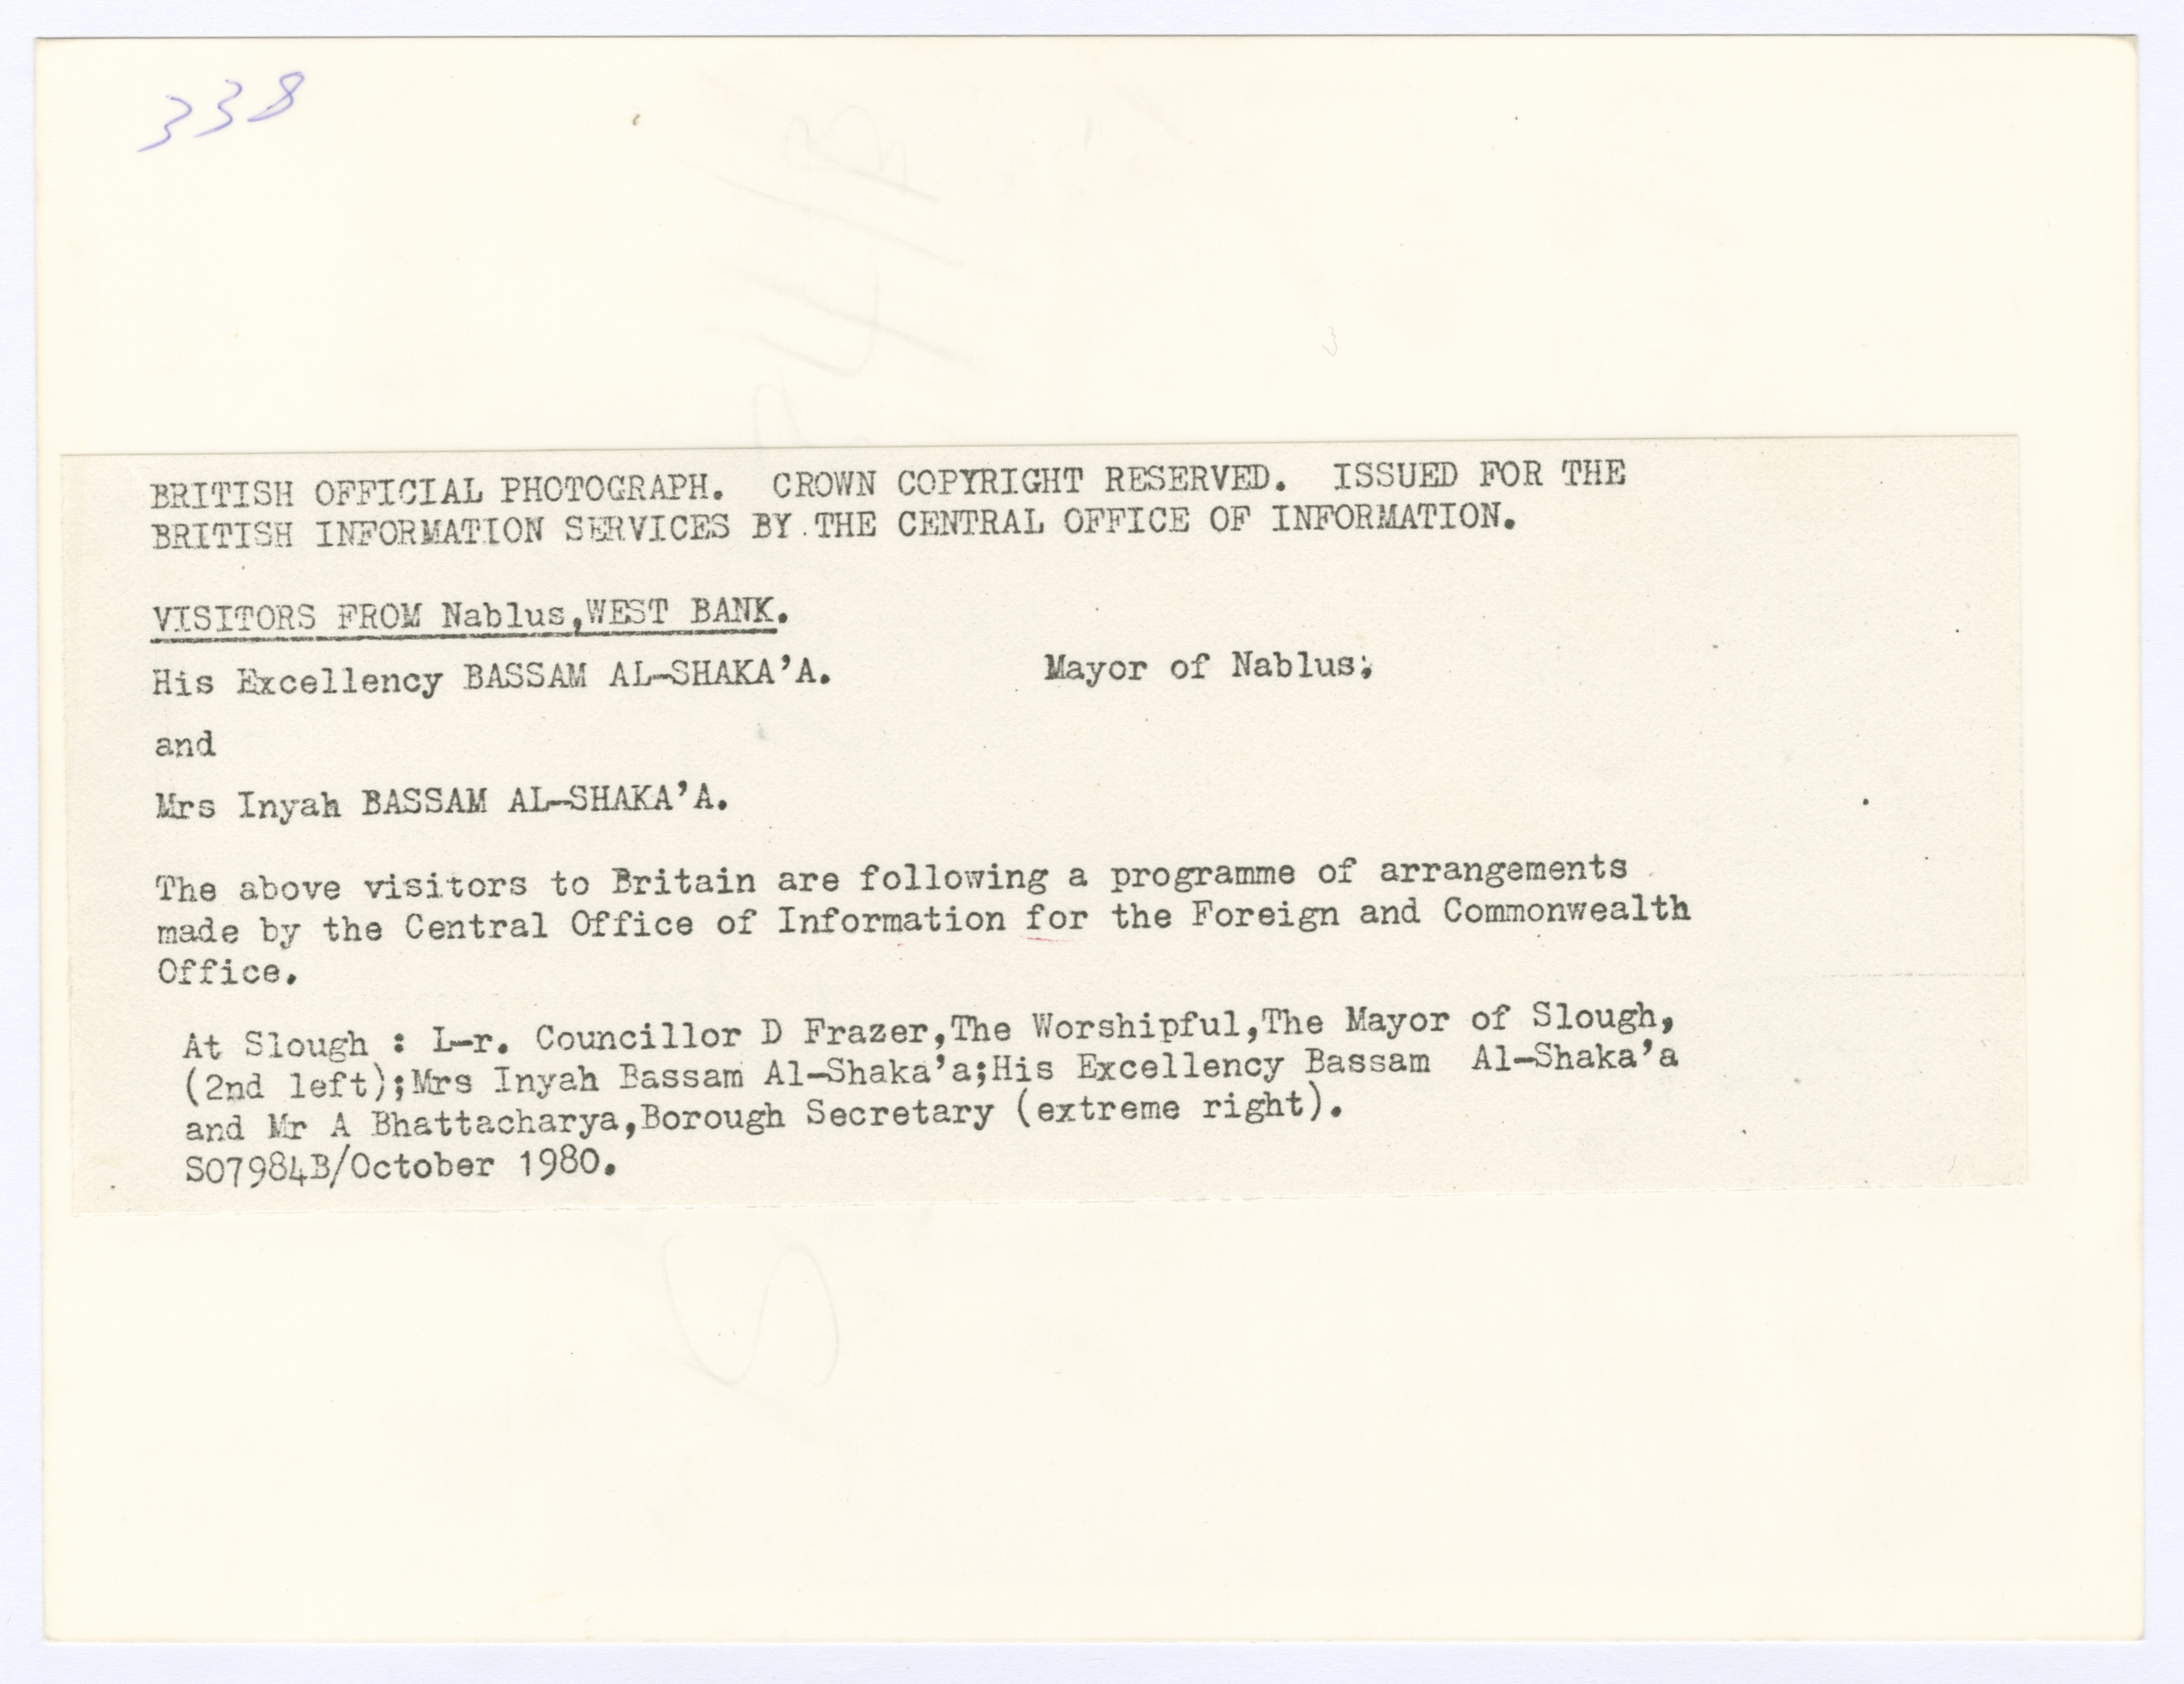 338
BRITISH OFFICIAL PHOTOGRAPH. CROWN COPYRIGHT RESERVED. ISSUED FOR THE
BRITISH INFORMATION SERVICES BY THE CENTRAL OFFICE OF INFORMATION.
VISITORS FROM Nablus,WEST BANK.
His Excellency BASSAM AL-SHAKA'A. Mayor of Nablus;
and
Mrs Inyah BASSAM AL-SHAKA'A.
The above visitors to Britain are following a programme of arrangements
made by the Central Office of Information for the Foreign and Commonwealth
Office.
At Slough : L-r. Councillor D Frazer,The Worshipful,The Mayor of Slough,
(2nd left);Mrs Inyah Bassam Al-Shaka'a;His Excellency Bassam Al-Shaka'a
and Mr A Bhattacharya,Borough Secretary (extreme right).
S07984B/October 1980.